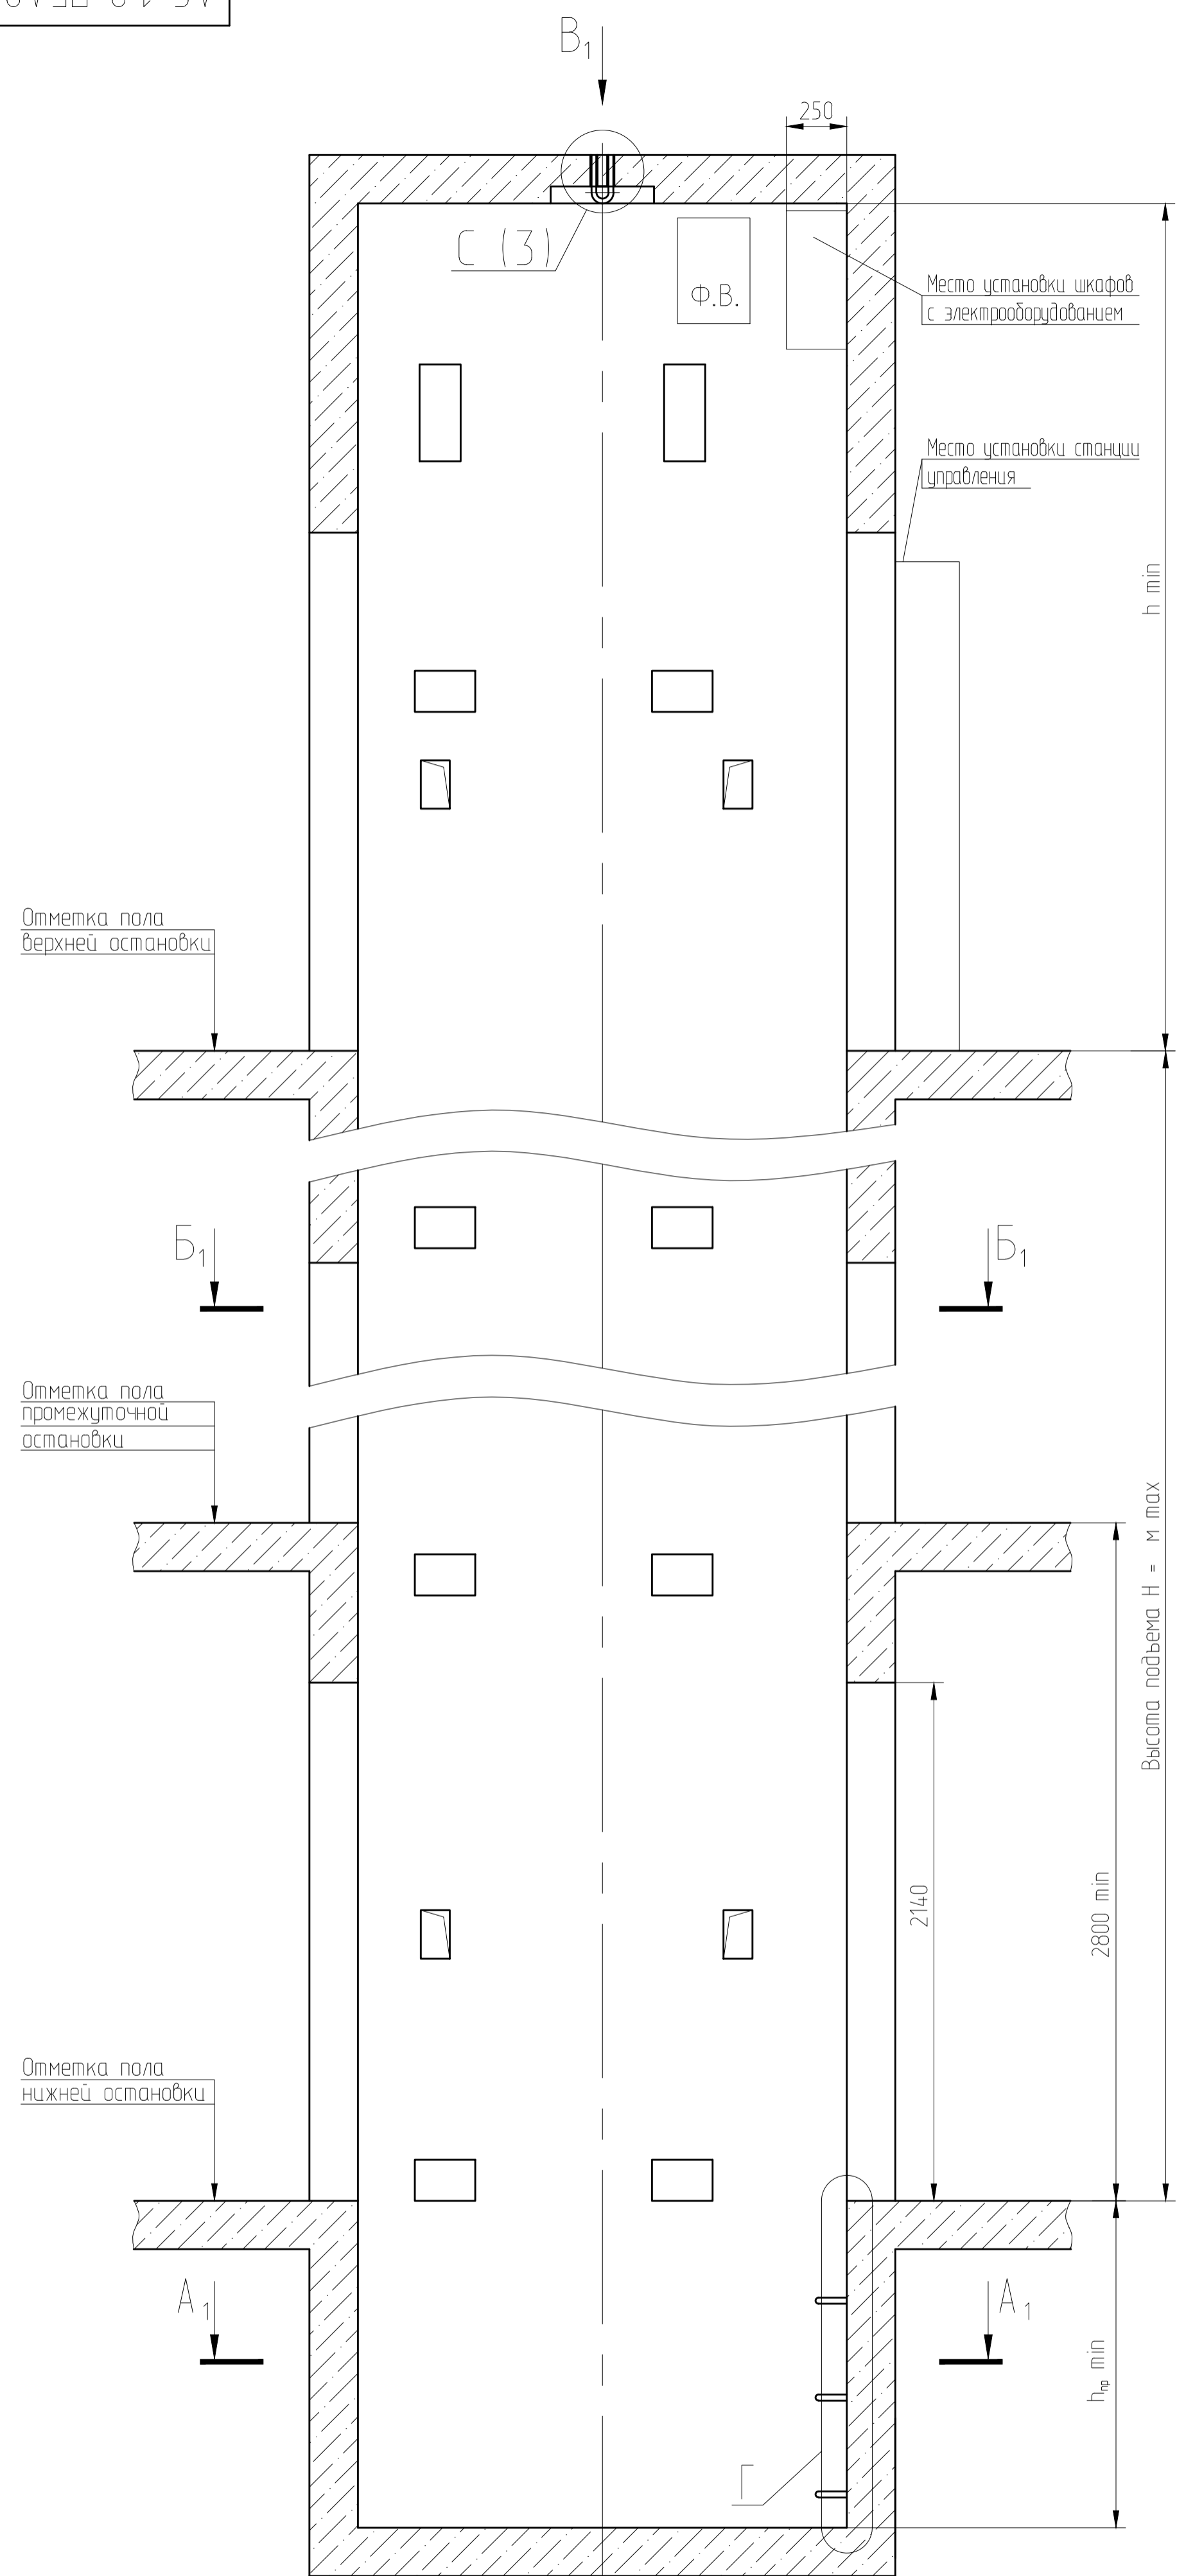 В₁
250
С (3)
Ф.В.
Место установки шкафов
с электрооборудованием
Место установки станции
управления
h min
Отметка пола
верхней остановки
Б₁
Б₁
Отметка пола
промежуточной
остановки
Высота подъема Н = м max
2140
2800 min
Отметка пола
нижней остановки
А₁
А₁
hпр min
Г